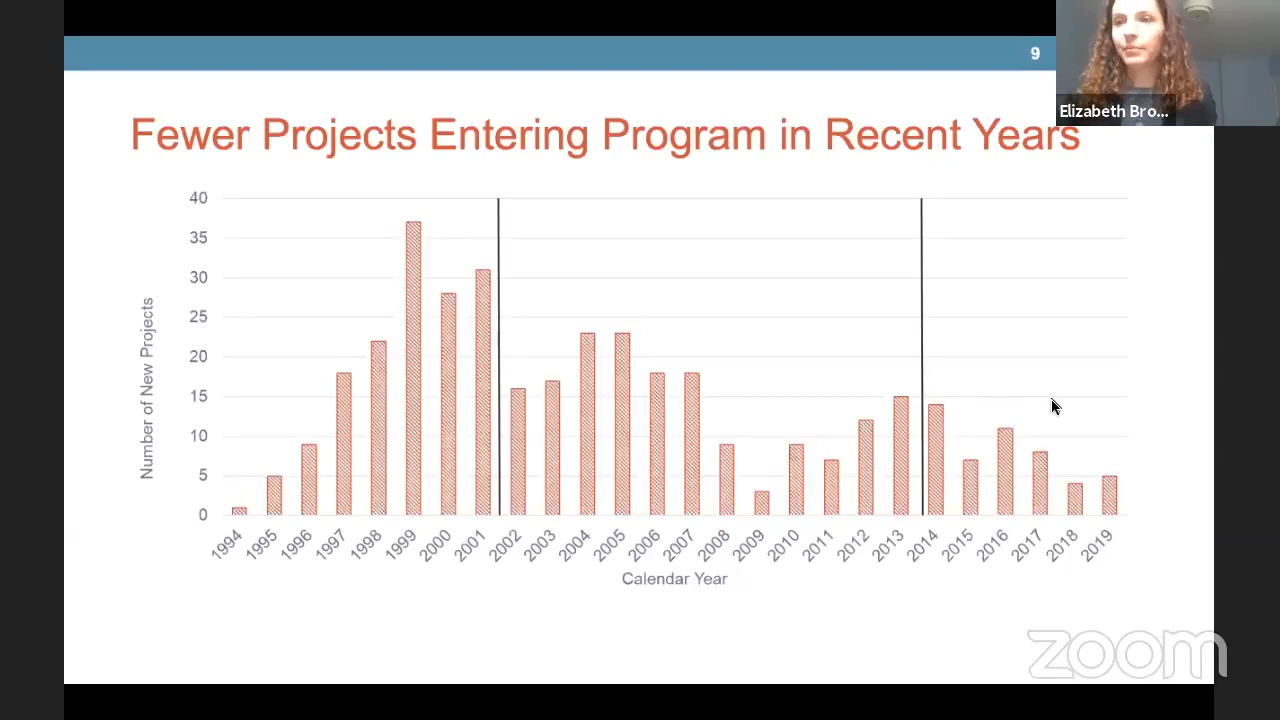 9
Elizabeth Bro...
Fewer Projects Entering Program in Recent Years
40
35
30
25
20
15
10
5
0
Number of New Projects
1994 1995 1996 1997 1998 1999 2000 2001 2002 2003 2004 2005 2006 2007 2008 2009 2010 2011 2012 2013 2014 2015 2016 2017 2018 2019
Calendar Year
zoom